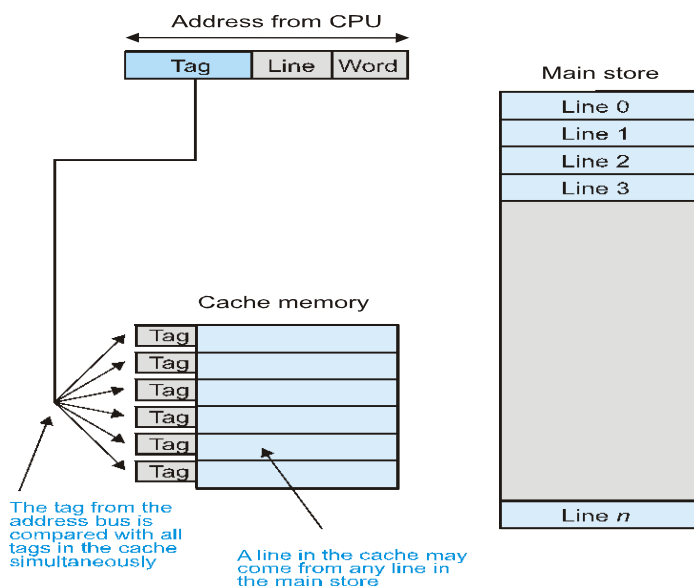 Address from CPU
Tag Line Word
Main store
Line 0
Line 1
Line 2
Line 3
Cache memory
Tag
Tag
Tag
Tag
Tag
Tag
Line n
The tag from the
address bus is
compared with all
tags in the cache
simultaneously
A line in the cache may
come from any line in
the main store